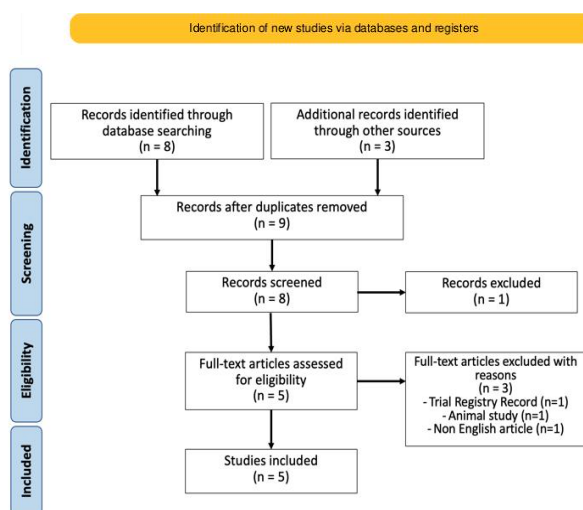 Identification of new studies via databases and registers
Identification
Records identified through
database searching
(n = 8)
Additional records identified
through other sources
(n = 3)
Screening
Records after duplicates removed
(n = 9)
Records screened
(n = 8)
Records excluded
(n = 1)
Eligibility
Full-text articles assessed
for eligibility
(n = 5)
Full-text articles excluded with
reasons
(n = 3)
- Trial Registry Record (n=1)
- Animal study (n=1)
- Non English article (n=1)
Included
Studies included
(n = 5)